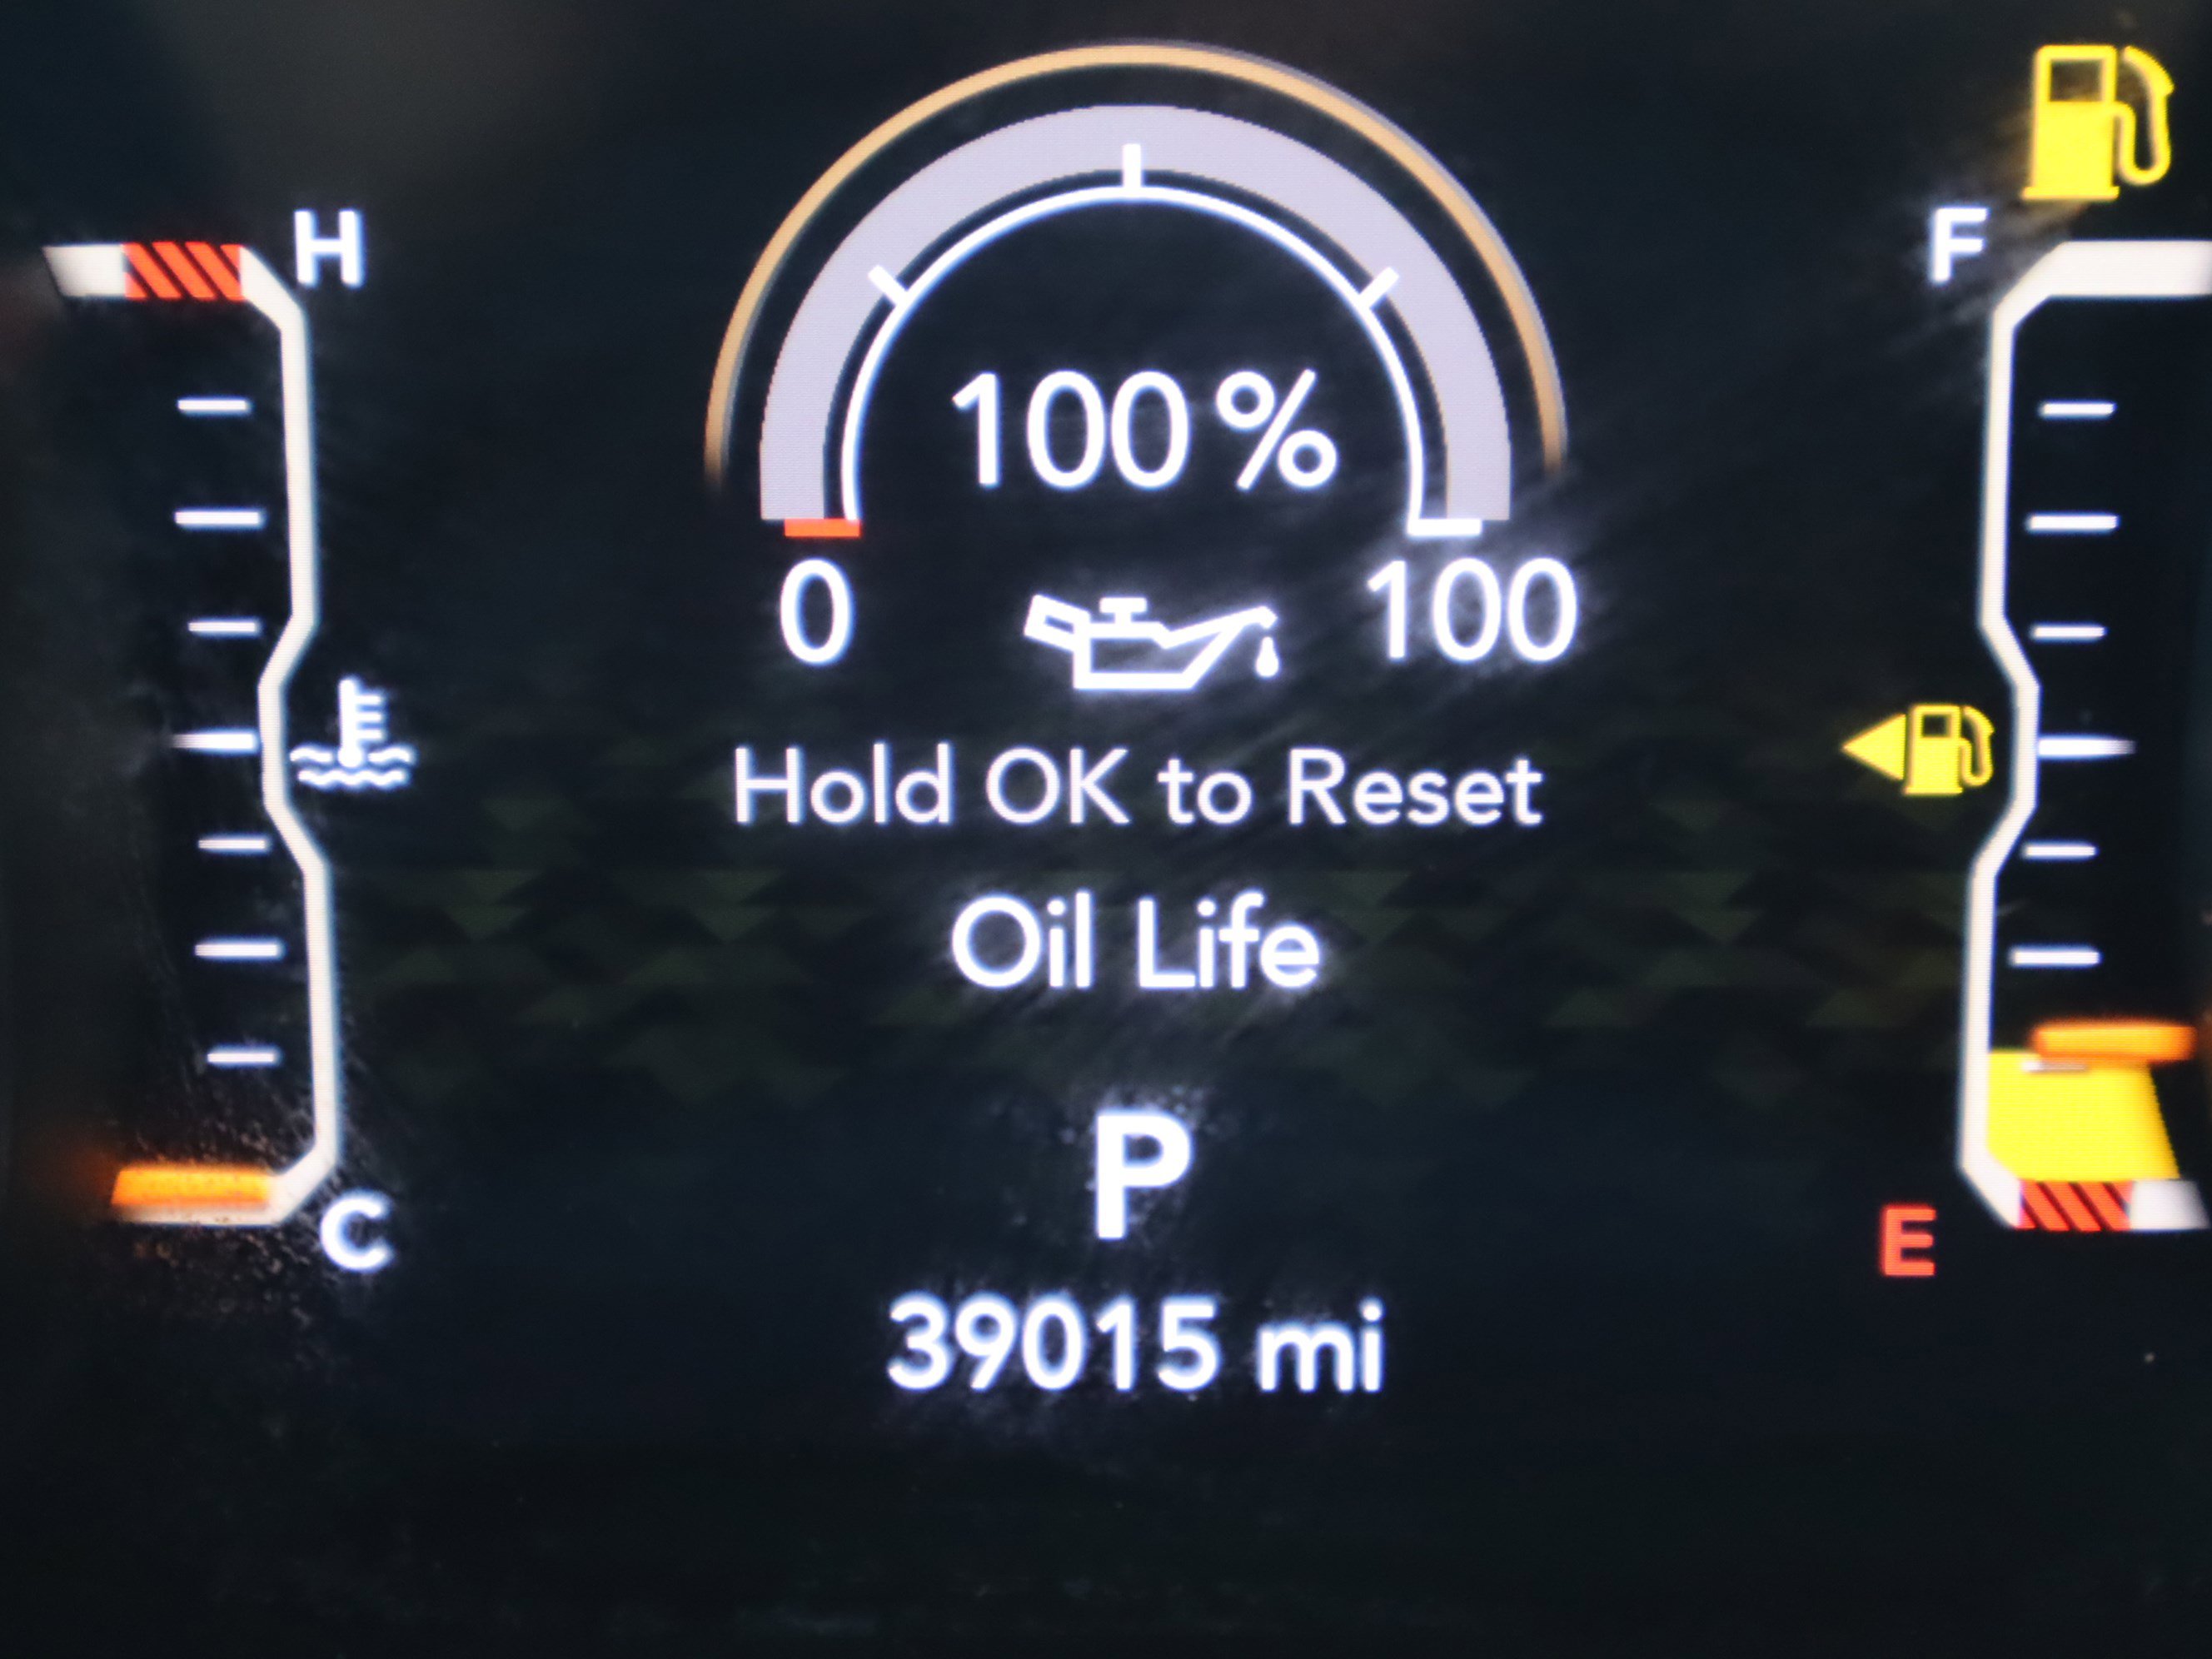 H
F
100 %
0
100
Hold OK to Reset
Oil Life
P
C
E
39015 mi